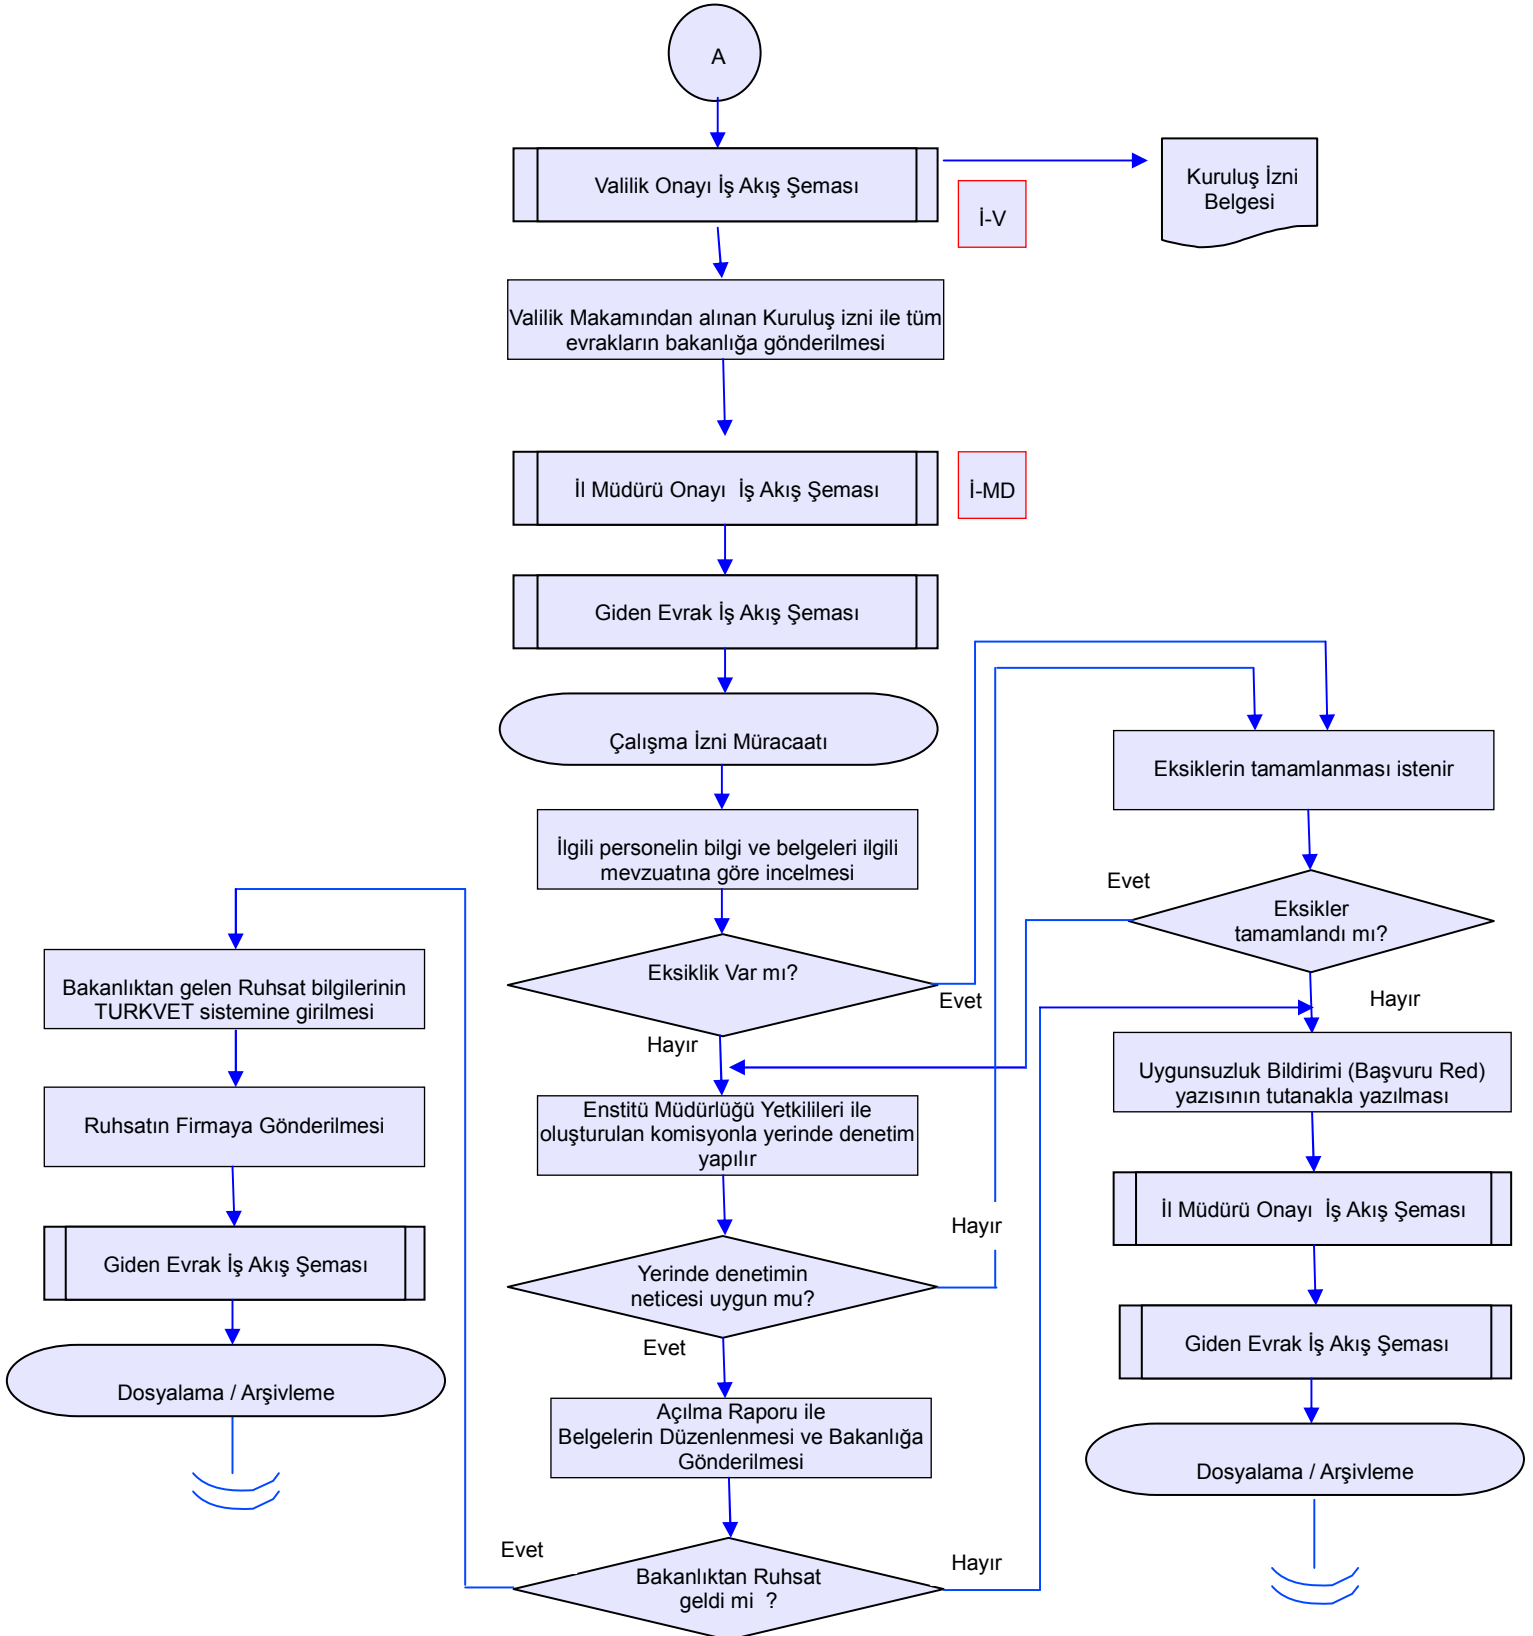 A
Valilik Onayı İş Akış Şeması
Kuruluş İzni
Belgesi
İ-V
Valilik Makamından alınan Kuruluş izni ile tüm
evrakların bakanlığa gönderilmesi
İl Müdürü Onayı  İş Akış Şeması
İ-MD
Giden Evrak İş Akış Şeması
Çalışma İzni Müracaatı
Eksiklerin tamamlanması istenir
İlgili personelin bilgi ve belgeleri ilgili
mevzuatına göre incelmesi
Evet
Eksikler
tamamlandı mı?
Eksiklik Var mı?
Evet
Hayır
Bakanlıktan gelen Ruhsat bilgilerinin
TURKVET sistemine girilmesi
Hayır
Uygunsuzluk Bildirimi (Başvuru Red)
yazısının tutanakla yazılması
Enstitü Müdürlüğü Yetkilileri ile
oluşturulan komisyonla yerinde denetim
yapılır
Ruhsatın Firmaya Gönderilmesi
Hayır
İl Müdürü Onayı  İş Akış Şeması
Giden Evrak İş Akış Şeması
Yerinde denetimin
neticesi uygun mu?
Evet
Giden Evrak İş Akış Şeması
Dosyalama / Arşivleme
Açılma Raporu ile
Belgelerin Düzenlenmesi ve Bakanlığa
Gönderilmesi
Dosyalama / Arşivleme
Evet
Hayır
Bakanlıktan Ruhsat
geldi mi  ?